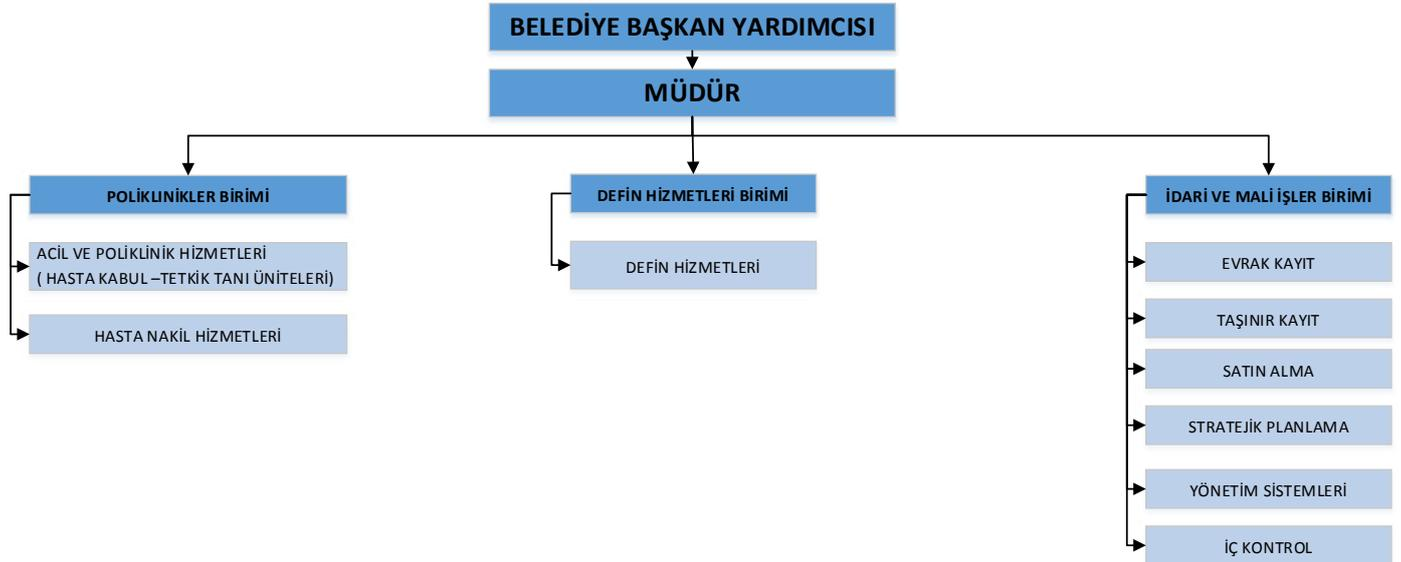 BELEDİYE BAŞKAN YARDIMCISI
MÜDÜR
POLİKLİNİKLER BİRİMİ
ACİL VE POLİKLİNİK HİZMETLERİ
( HASTA KABUL –TETKİK TANI ÜNİTELERİ)
HASTA NAKİL HİZMETLERİ
DEFİN HİZMETLERİ BİRİMİ
DEFİN HİZMETLERİ
İDARİ VE MALİ İŞLER BİRİMİ
EVRAK KAYIT
TAŞINIR KAYIT
SATIN ALMA
STRATEJİK PLANLAMA
YÖNETİM SİSTEMLERİ
İÇ KONTROL